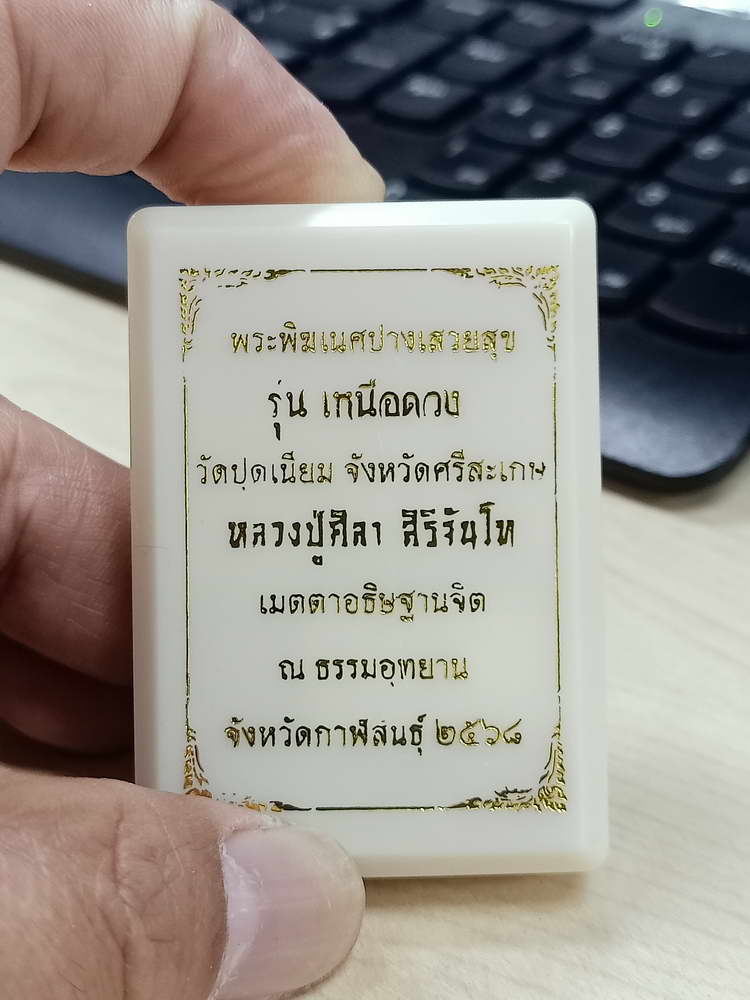 พระพิฆเนศปางเสวยสุข
รุ่น เหนือดวง
วัดปุดเนียม จังหวัดศรีสะเกษ
หลวงปู่ศิลา สิริจันโท
เมตตาอธิษฐานจิต
ณ ธรรมอุทยาน
จังหวัดกาฬสินธุ์ ๒๕๖๘